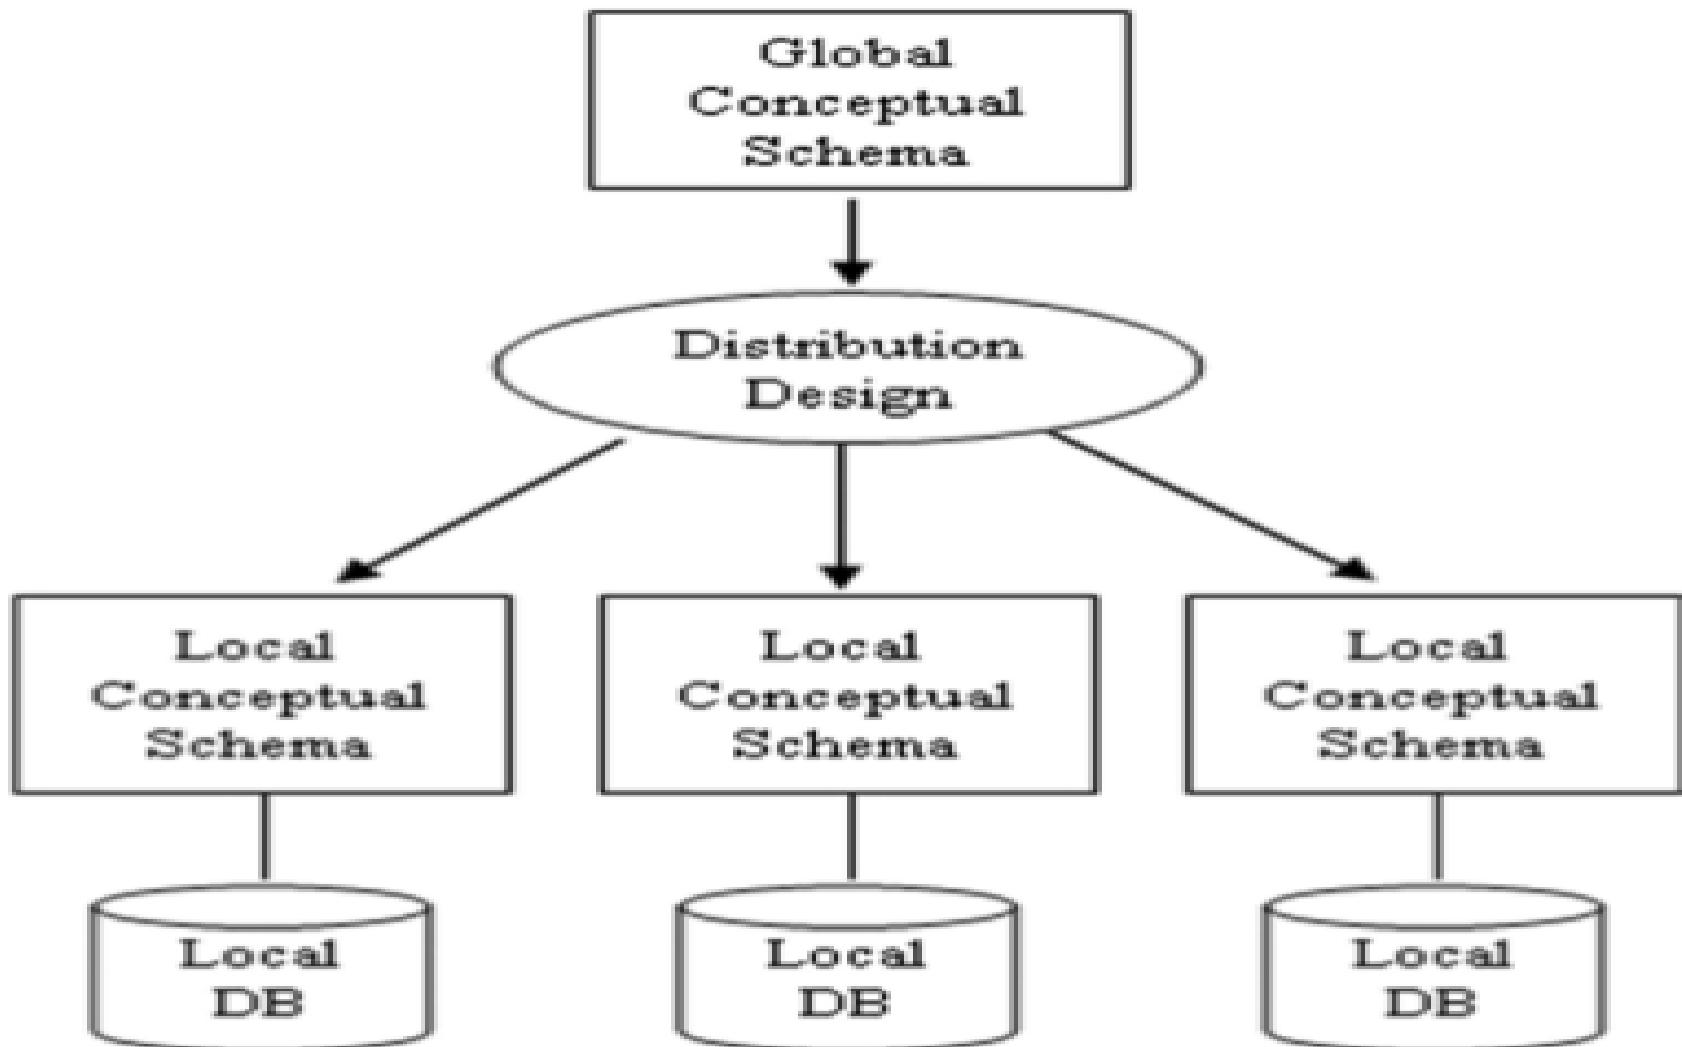 Global
Conceptual
Schema
Distribution
Design
Local
Conceptual
Schema
Local
Conceptual
Schema
Local
Conceptual
Schema
Local
DB
Local
DB
Local
DB